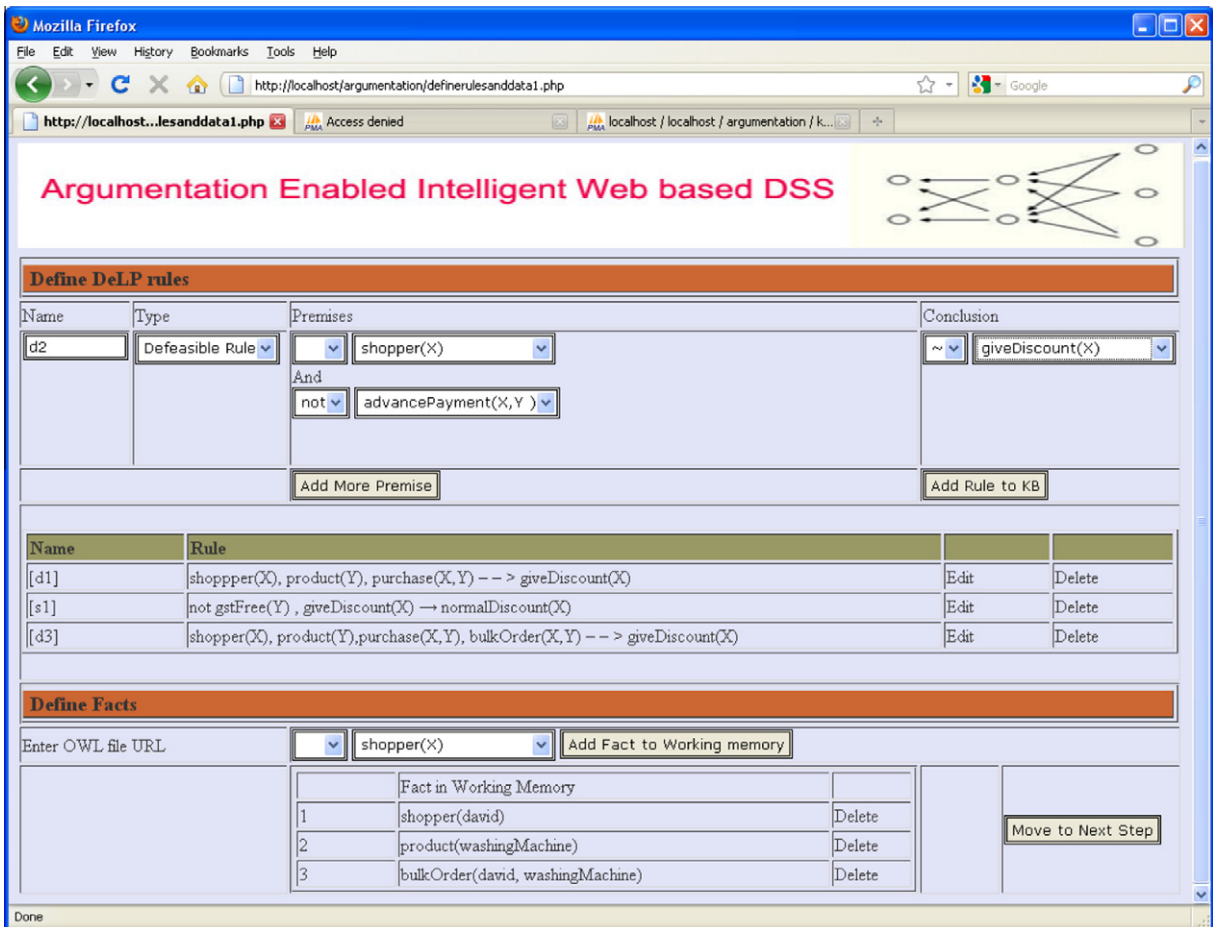 Mozilla Firefox
File Edit View History Bookmarks Tools Help
http://localhost/argumentation/definerulesanddata1.php Google
http://localhost...lesanddata1.php PMA Access denied PMA localhost / localhost / argumentation / k...
Argumentation Enabled Intelligent Web based DSS
Define DeLP rules
Name Type Premises Conclusion
d2 Defeasible Rule shopper(X) ~ giveDiscount(X)
And
not advancePayment(X,Y )
Add More Premise Add Rule to KB
Name Rule
[d1] shoppper(X), product(Y), purchase(X,Y) – – > giveDiscount(X) Edit Delete
[s1] not gstFree(Y) , giveDiscount(X) → normalDiscount(X) Edit Delete
[d3] shopper(X), product(Y),purchase(X,Y), bulkOrder(X,Y) – – > giveDiscount(X) Edit Delete
Define Facts
Enter OWL file URL shopper(X) Add Fact to Working memory
Fact in Working Memory
1 shopper(david) Delete
2 product(washingMachine) Delete
3 bulkOrder(david, washingMachine) Delete
Move to Next Step
Done